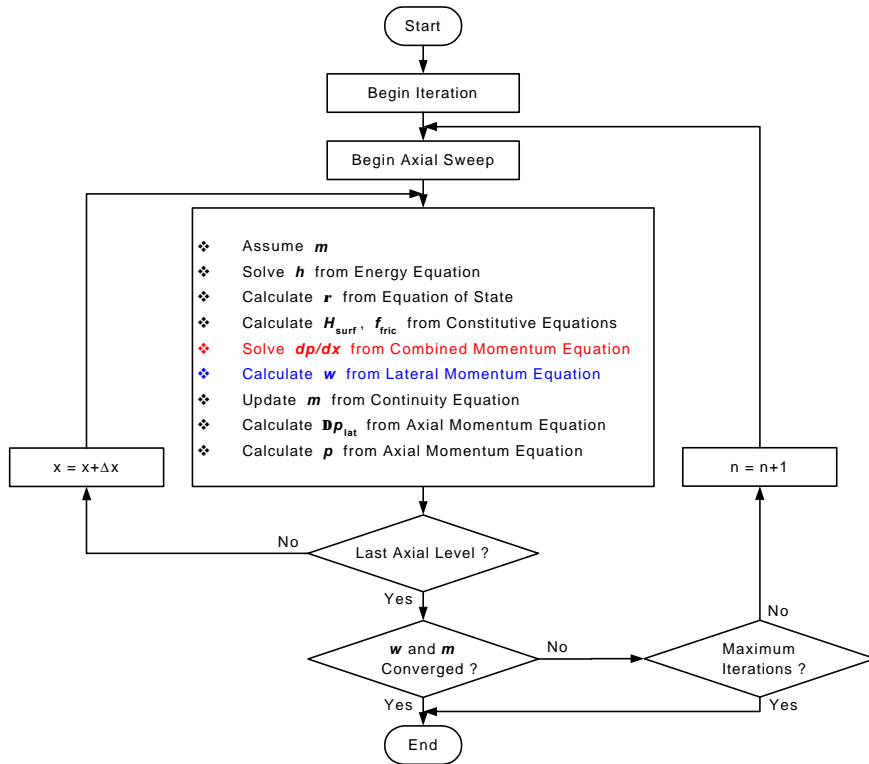 Start
Begin Iteration
Begin Axial Sweep
❖ Assume m
❖ Solve h from Energy Equation
❖ Calculate r from Equation of State
❖ Calculate H_surf , f_fric from Constitutive Equations
❖ Solve dp/dx from Combined Momentum Equation
❖ Calculate w from Lateral Momentum Equation
❖ Update m from Continuity Equation
❖ Calculate Dp_lat from Axial Momentum Equation
❖ Calculate p from Axial Momentum Equation
x = x+Δx
n = n+1
No
Last Axial Level ?
Yes
No
w and m
Converged ?
No
Maximum
Iterations ?
Yes
Yes
End